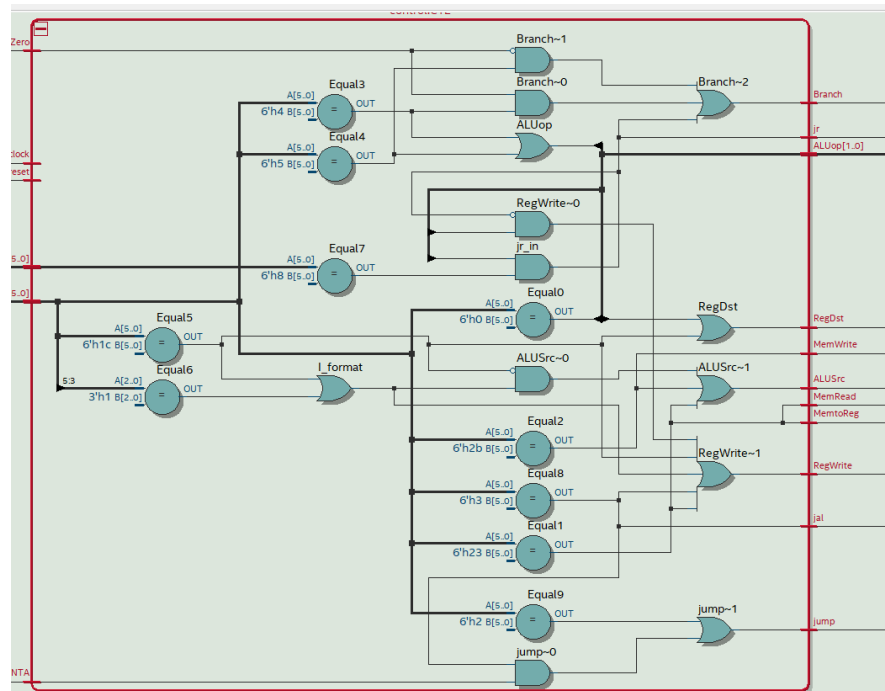 Zero
Branch~1
Equal3
A[5..0]
6'h4 B[5..0]
OUT
Branch~0
Branch~2
Branch
Equal4
A[5..0]
6'h5 B[5..0]
OUT
ALUop
jr
ALUop[1..0]
RegWrite~0
jr_in
Equal7
A[5..0]
6'h8 B[5..0]
OUT
5..0]
5..0]
Equal0
A[5..0]
6'h0 B[5..0]
OUT
RegDst
RegDst
Equal5
A[5..0]
6'h1c B[5..0]
OUT
MemWrite
Equal6
5:3
A[2..0]
3'h1 B[2..0]
OUT
I_format
ALUSrc~0
ALUSrc~1
ALUSrc
MemRead
MemtoReg
Equal2
A[5..0]
6'h2b B[5..0]
OUT
RegWrite~1
RegWrite
Equal8
A[5..0]
6'h3 B[5..0]
OUT
jal
Equal1
A[5..0]
6'h23 B[5..0]
OUT
Equal9
A[5..0]
6'h2 B[5..0]
OUT
jump~1
jump
jump~0